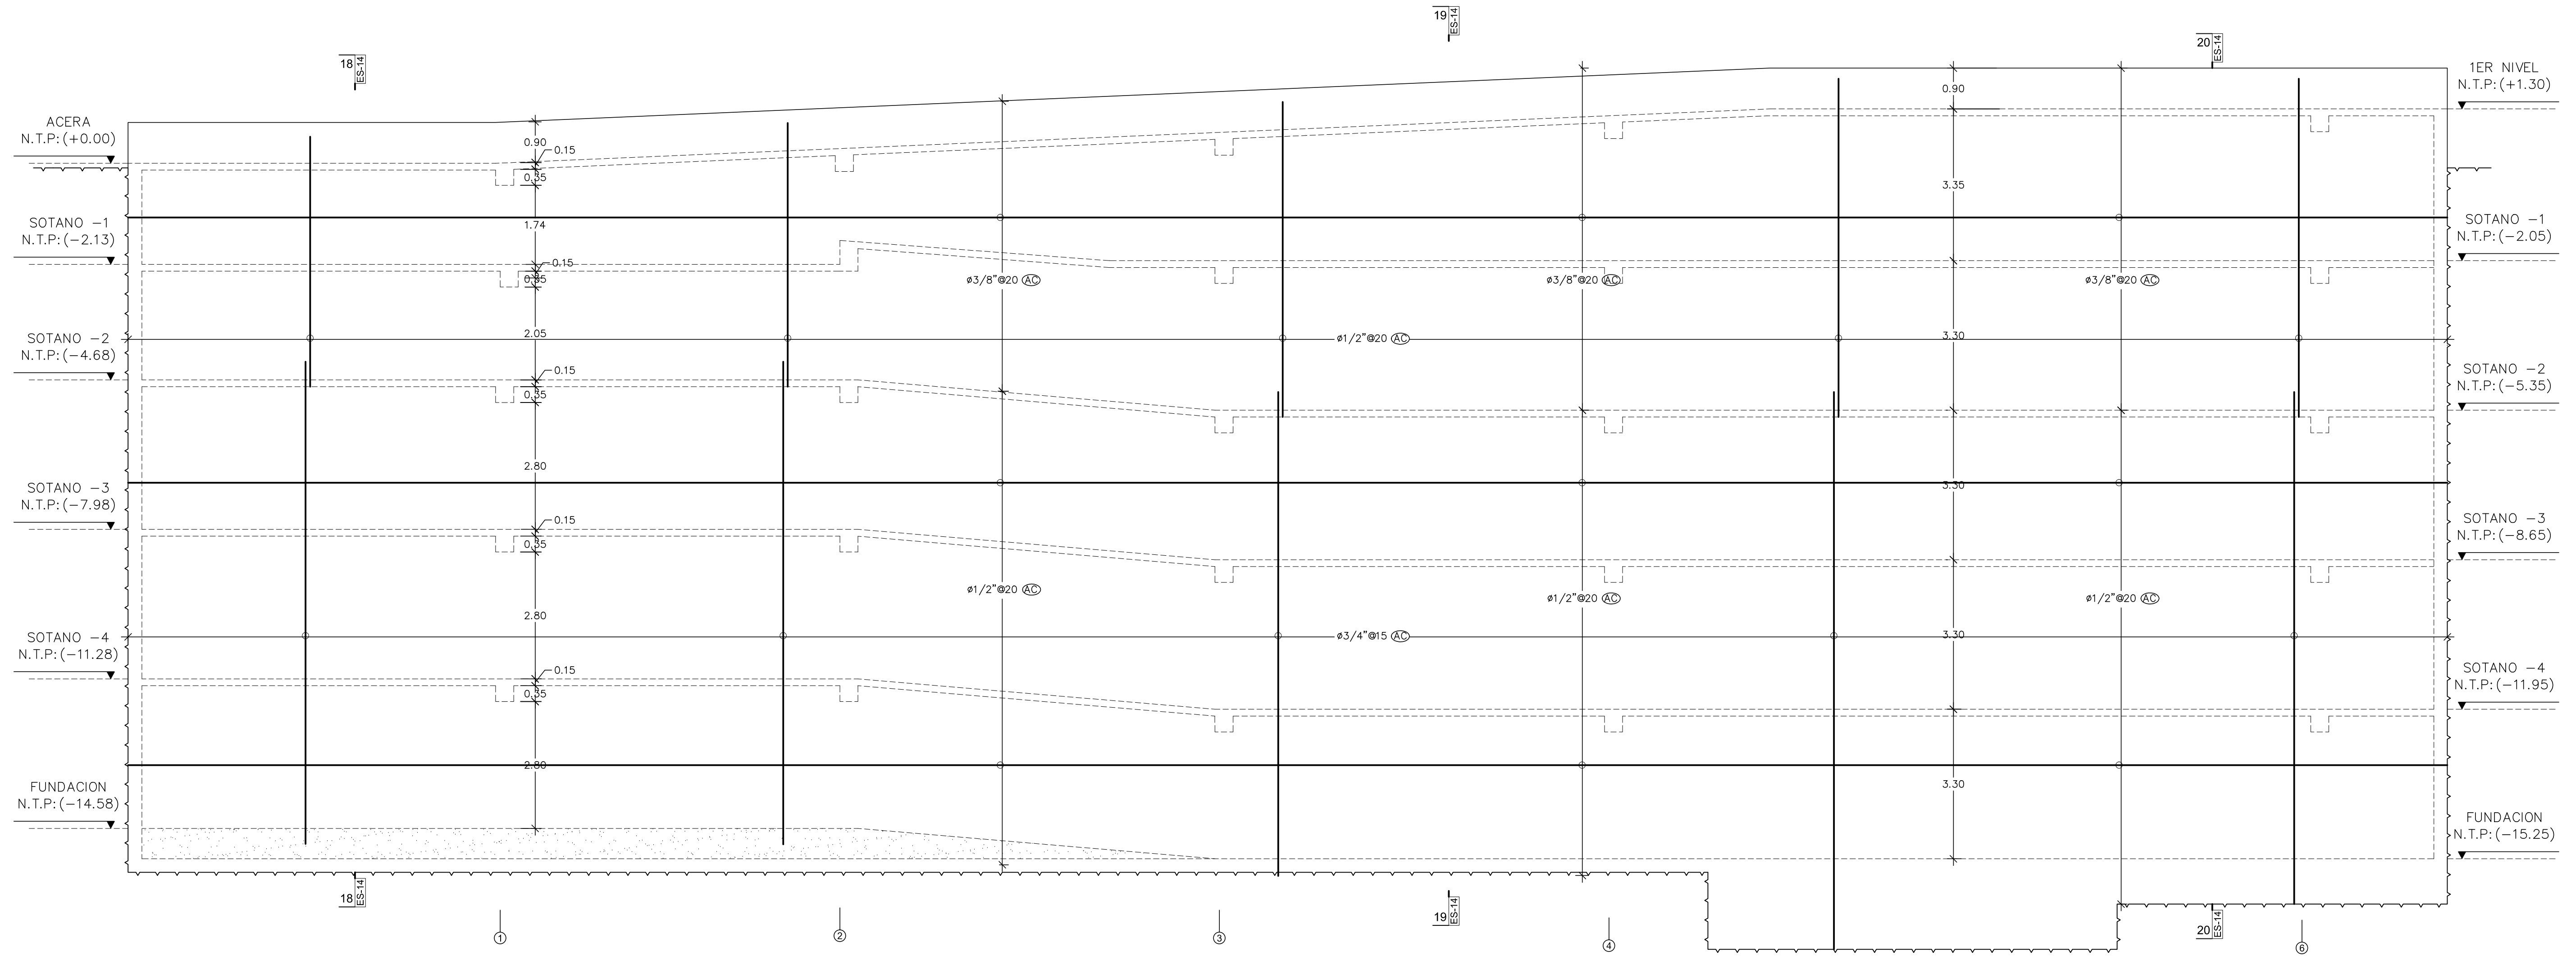 19
ES-14
20
ES-14
18
ES-14
1ER NIVEL
N.T.P:(+1.30)
0.90
ACERA
N.T.P:(+0.00)
0.90
0.15
0.35
3.35
SOTANO -1
N.T.P:(-2.13)
1.74
SOTANO -1
N.T.P:(-2.05)
0.15
0.35
ø3/8"@20 AC
ø3/8"@20 AC
ø3/8"@20 AC
SOTANO -2
N.T.P:(-4.68)
2.05
ø1/2"@20 AC
3.30
0.15
0.35
SOTANO -2
N.T.P:(-5.35)
2.80
SOTANO -3
N.T.P:(-7.98)
3.30
0.15
0.35
SOTANO -3
N.T.P:(-8.65)
ø1/2"@20 AC
ø1/2"@20 AC
ø1/2"@20 AC
2.80
SOTANO -4
N.T.P:(-11.28)
ø3/4"@15 AC
3.30
0.15
0.35
SOTANO -4
N.T.P:(-11.95)
2.80
3.30
FUNDACION
N.T.P:(-14.58)
FUNDACION
N.T.P:(-15.25)
18
ES-14
19
ES-14
20
ES-14
1
2
3
4
6